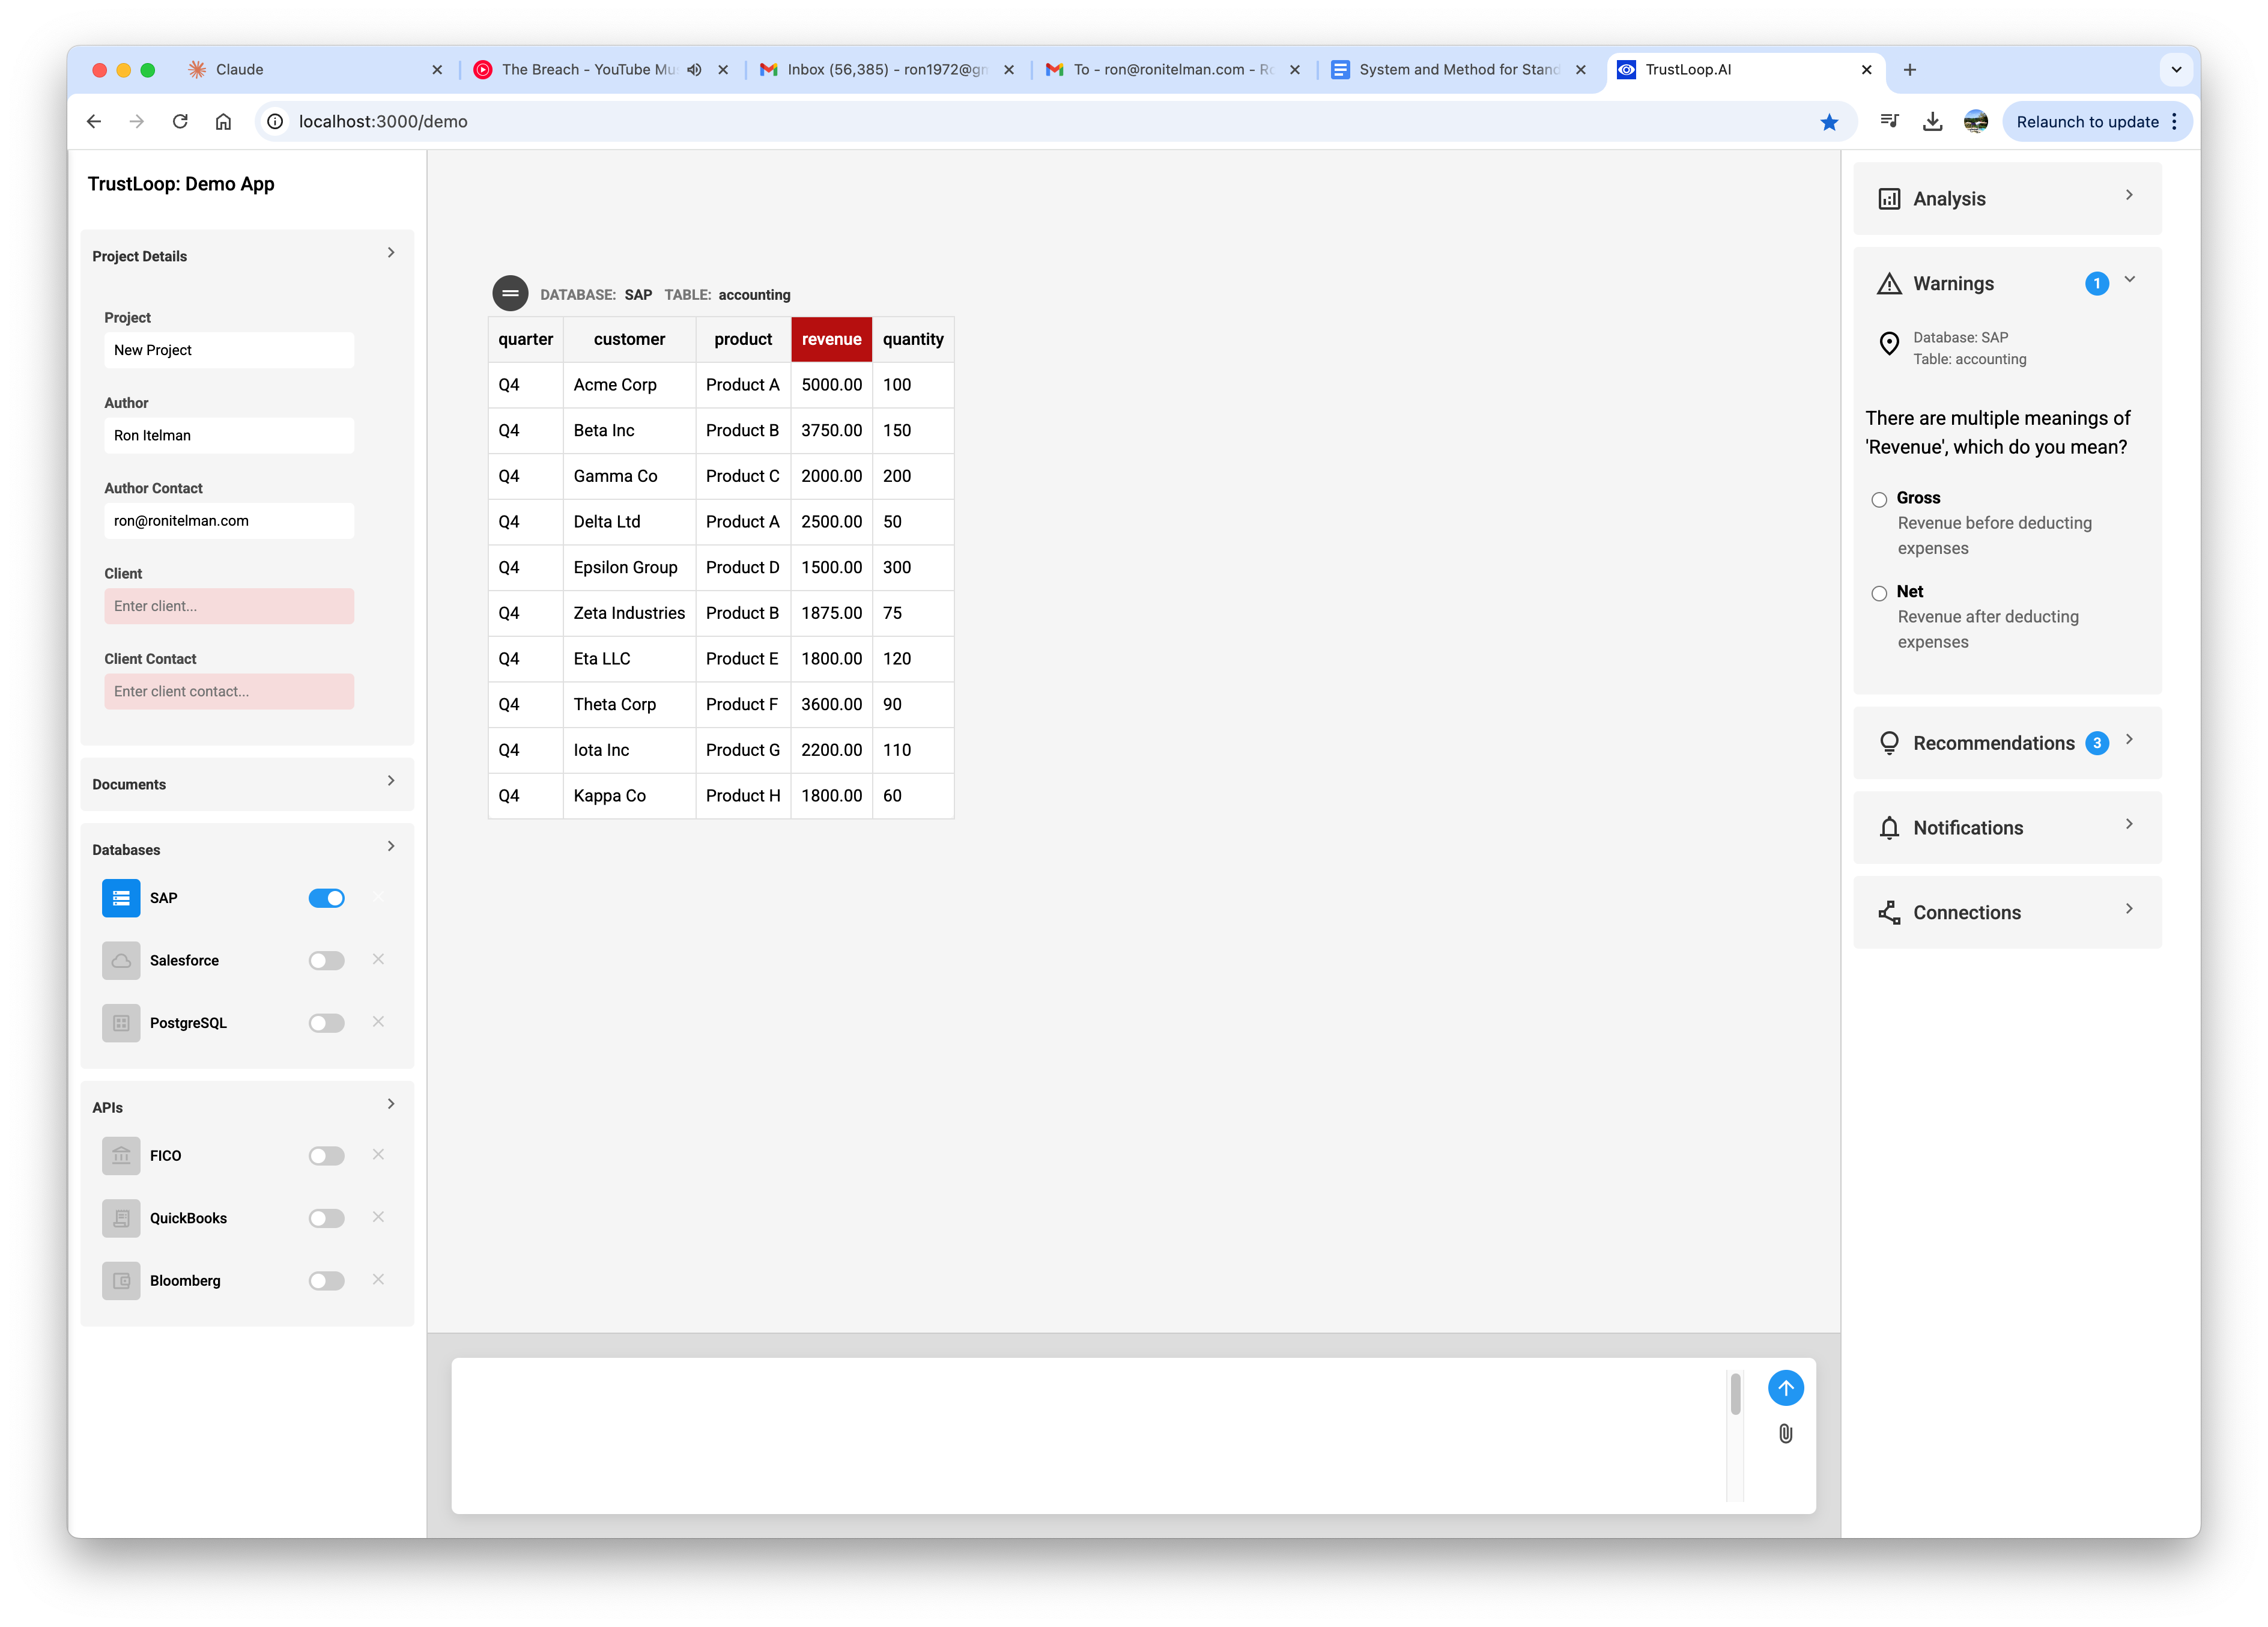 Claude
The Breach - YouTube Mu
Inbox (56,385) - ron1972@gm
To - ron@ronitelman.com - Ro
System and Method for Stand
TrustLoop.AI
localhost:3000/demo
Relaunch to update
TrustLoop: Demo App
Project Details
Project
New Project
Author
Ron Itelman
Author Contact
ron@ronitelman.com
Client
Enter client...
Client Contact
Enter client contact...
Documents
Databases
SAP
Salesforce
PostgreSQL
APIs
FICO
QuickBooks
Bloomberg
DATABASE: SAP TABLE: accounting
quarter customer product revenue quantity
Q4 Acme Corp Product A 5000.00 100
Q4 Beta Inc Product B 3750.00 150
Q4 Gamma Co Product C 2000.00 200
Q4 Delta Ltd Product A 2500.00 50
Q4 Epsilon Group Product D 1500.00 300
Q4 Zeta Industries Product B 1875.00 75
Q4 Eta LLC Product E 1800.00 120
Q4 Theta Corp Product F 3600.00 90
Q4 Iota Inc Product G 2200.00 110
Q4 Kappa Co Product H 1800.00 60
Analysis
Warnings 1
Database: SAP
Table: accounting
There are multiple meanings of
'Revenue', which do you mean?
Gross
Revenue before deducting
expenses
Net
Revenue after deducting
expenses
Recommendations 3
Notifications
Connections